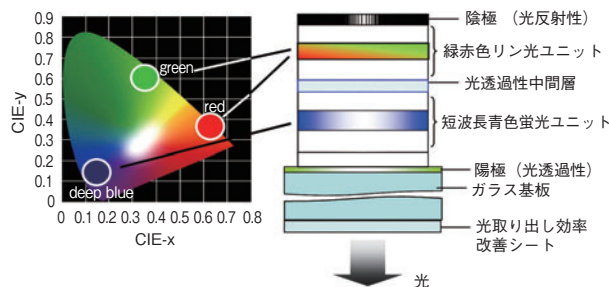 0.9
0.8
0.7
0.6
0.5
0.4
0.3
0.2
0.1
0
CIE-y
green
red
deep blue
0 0.1 0.2 0.3 0.4 0.5 0.6 0.7 0.8
CIE-x
陰極 (光反射性)
緑赤色リン光ユニット
光透過性中間層
短波長青色蛍光ユニット
陽極 (光透過性)
ガラス基板
光取り出し効率
改善シート
光